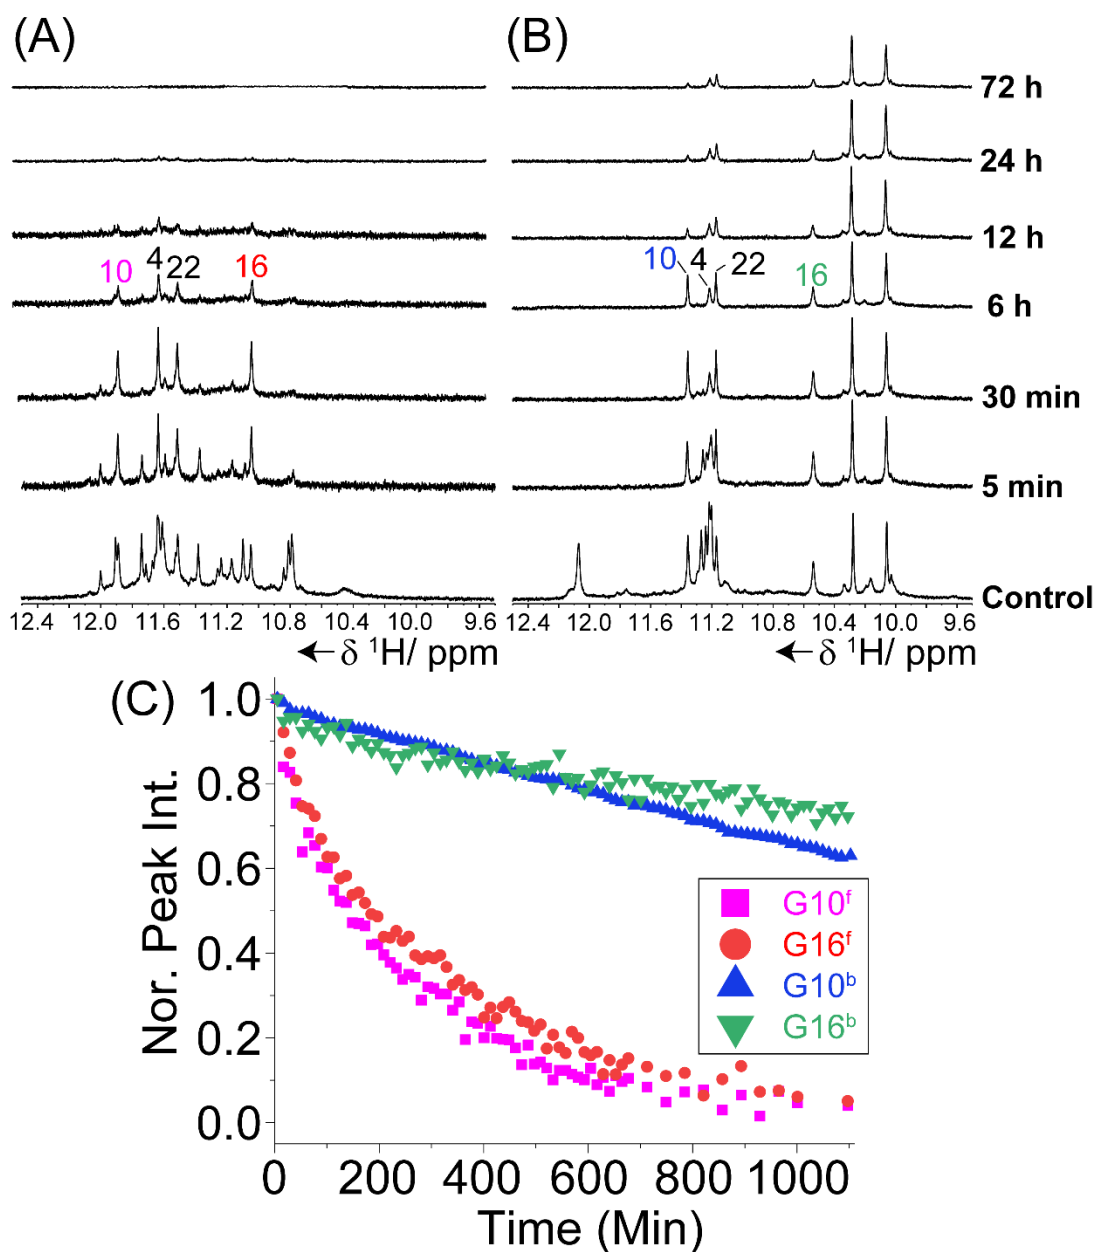 (A) (B)
72 h
24 h
12 h
10 4 22 16 10 4 22 16
6 h
30 min
5 min
Control
12.4 12.0 11.6 11.2 10.8 10.4 10.0 9.6 12.4 12.0 11.6 11.2 10.8 10.4 10.0 9.6
←δ ¹H/ ppm ←δ ¹H/ ppm
(C)
1.0
0.8
0.6
0.4
0.2
0.0
Nor. Peak Int.
G10ᶠ
G16ᶠ
G10ᵇ
G16ᵇ
0 200 400 600 800 1000
Time (Min)